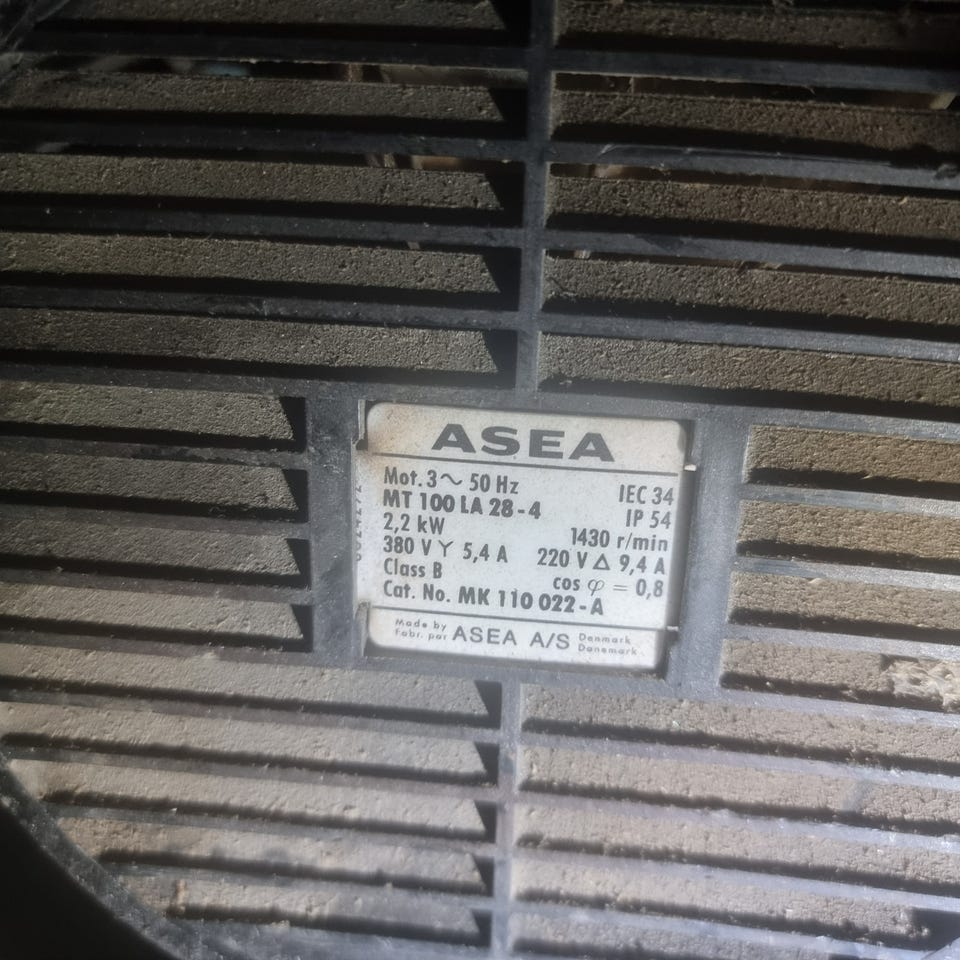 ASEA
Mot. 3~ 50 Hz IEC 34
MT 100 LA 28-4 IP 54
2,2 kW 1430 r/min
380 V Y 5,4 A 220 V Δ 9,4 A
Class B cos φ = 0,8
Cat. No. MK 110 022-A
Made by ASEA A/S Denmark
Fabr. par Danemark